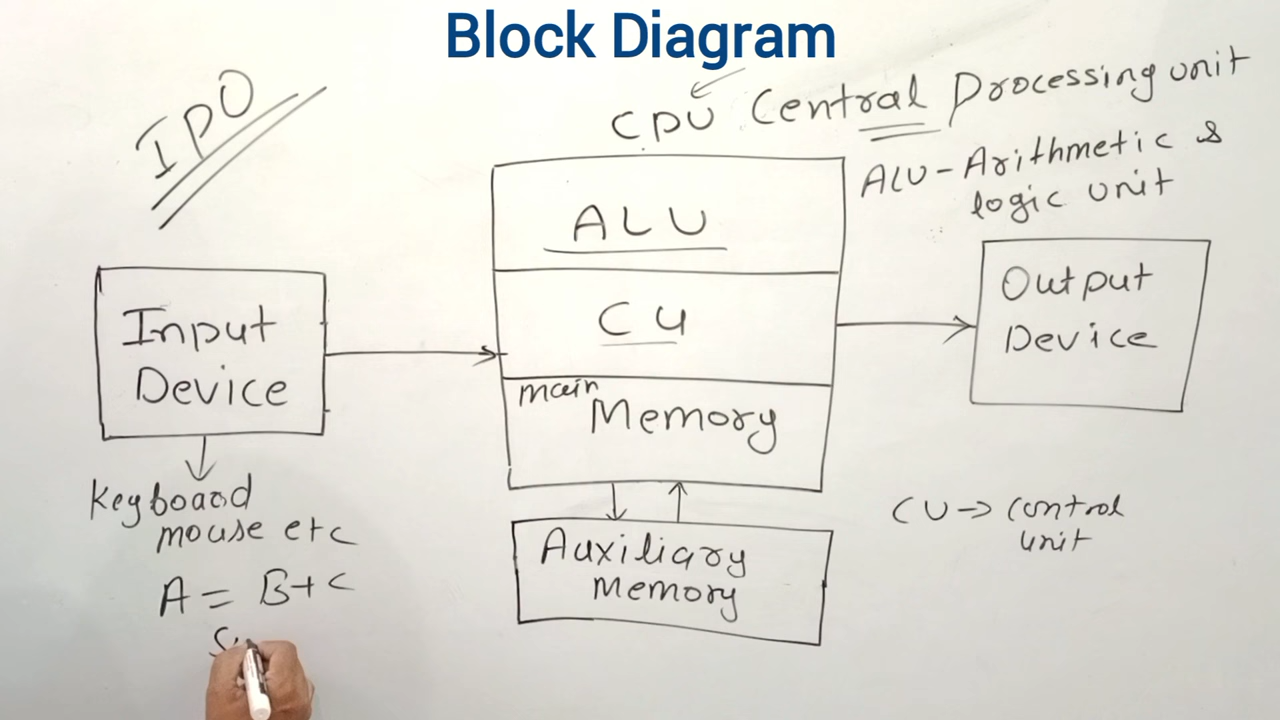 Block Diagram
IPO
CPU Central Processing unit
ALU - Arithmetic &
logic unit
ALU
CU
main
Memory
Input
Device
Output
Device
Keyboard
mouse etc
A = B+C
Auxiliary
Memory
CU → control
unit